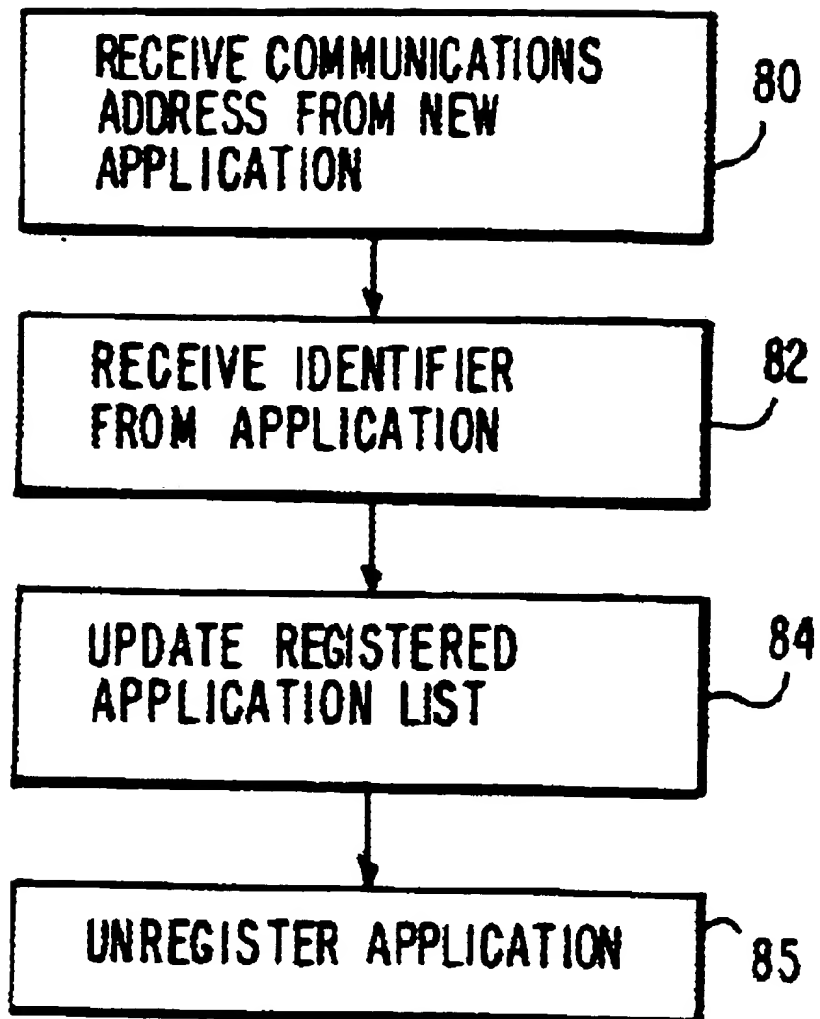 RECEIVE COMMUNICATIONS
ADDRESS FROM NEW
APPLICATION
80
RECEIVE IDENTIFIER
FROM APPLICATION
82
UPDATE REGISTERED
APPLICATION LIST
84
UNREGISTER APPLICATION
85